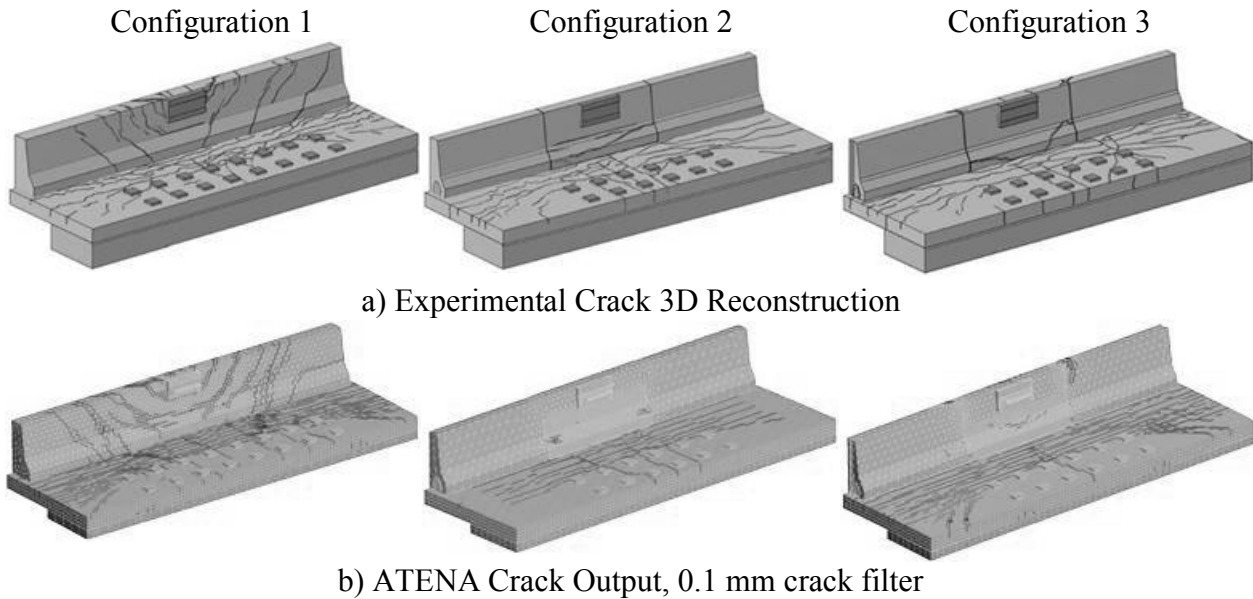 Configuration 1
Configuration 2
Configuration 3
a) Experimental Crack 3D Reconstruction
b) ATENA Crack Output, 0.1 mm crack filter